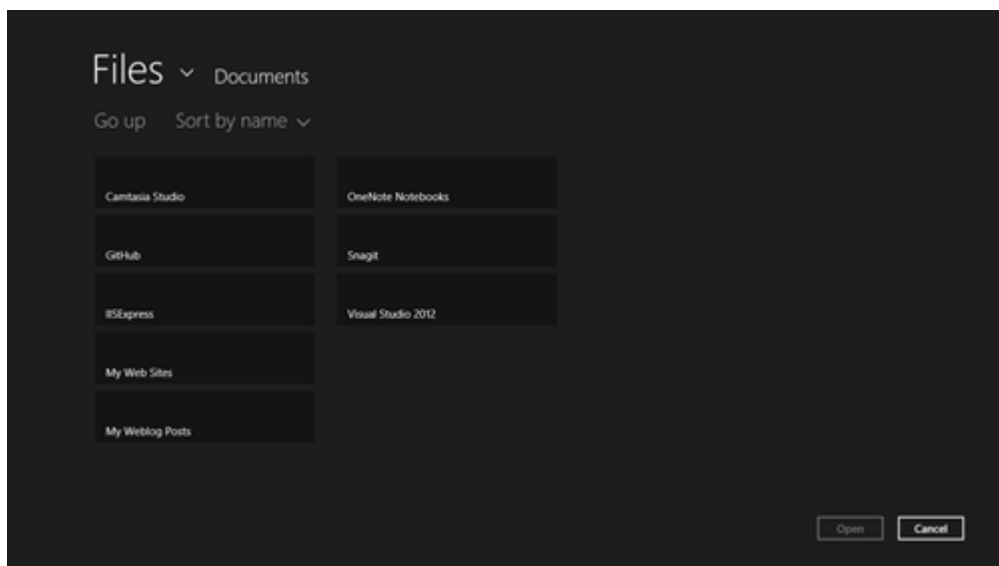 Files Documents
Go up Sort by name
Camtasia Studio
GitHub
IISExpress
My Web Sites
My Weblog Posts
OneNote Notebooks
Snagit
Visual Studio 2012
Open Cancel